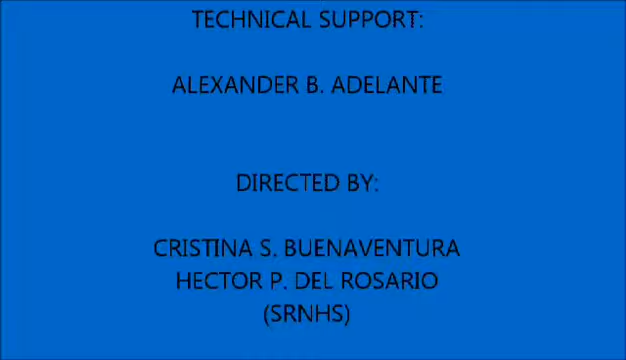 TECHNICAL SUPPORT:
ALEXANDER B. ADELANTE
DIRECTED BY:
CRISTINA S. BUENAVENTURA
HECTOR P. DEL ROSARIO
(SRNHS)